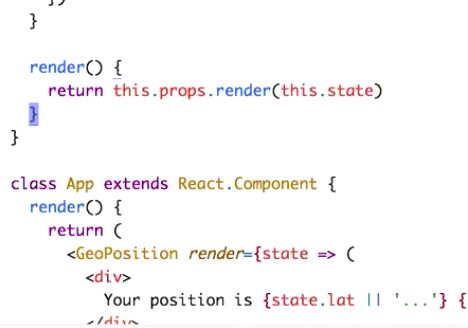 })
}
render() {
return this.props.render(this.state)
}
}
class App extends React.Component {
render() {
return (
<GeoPosition render={state => (
<div>
Your position is {state.lat || '...'} {
</div>